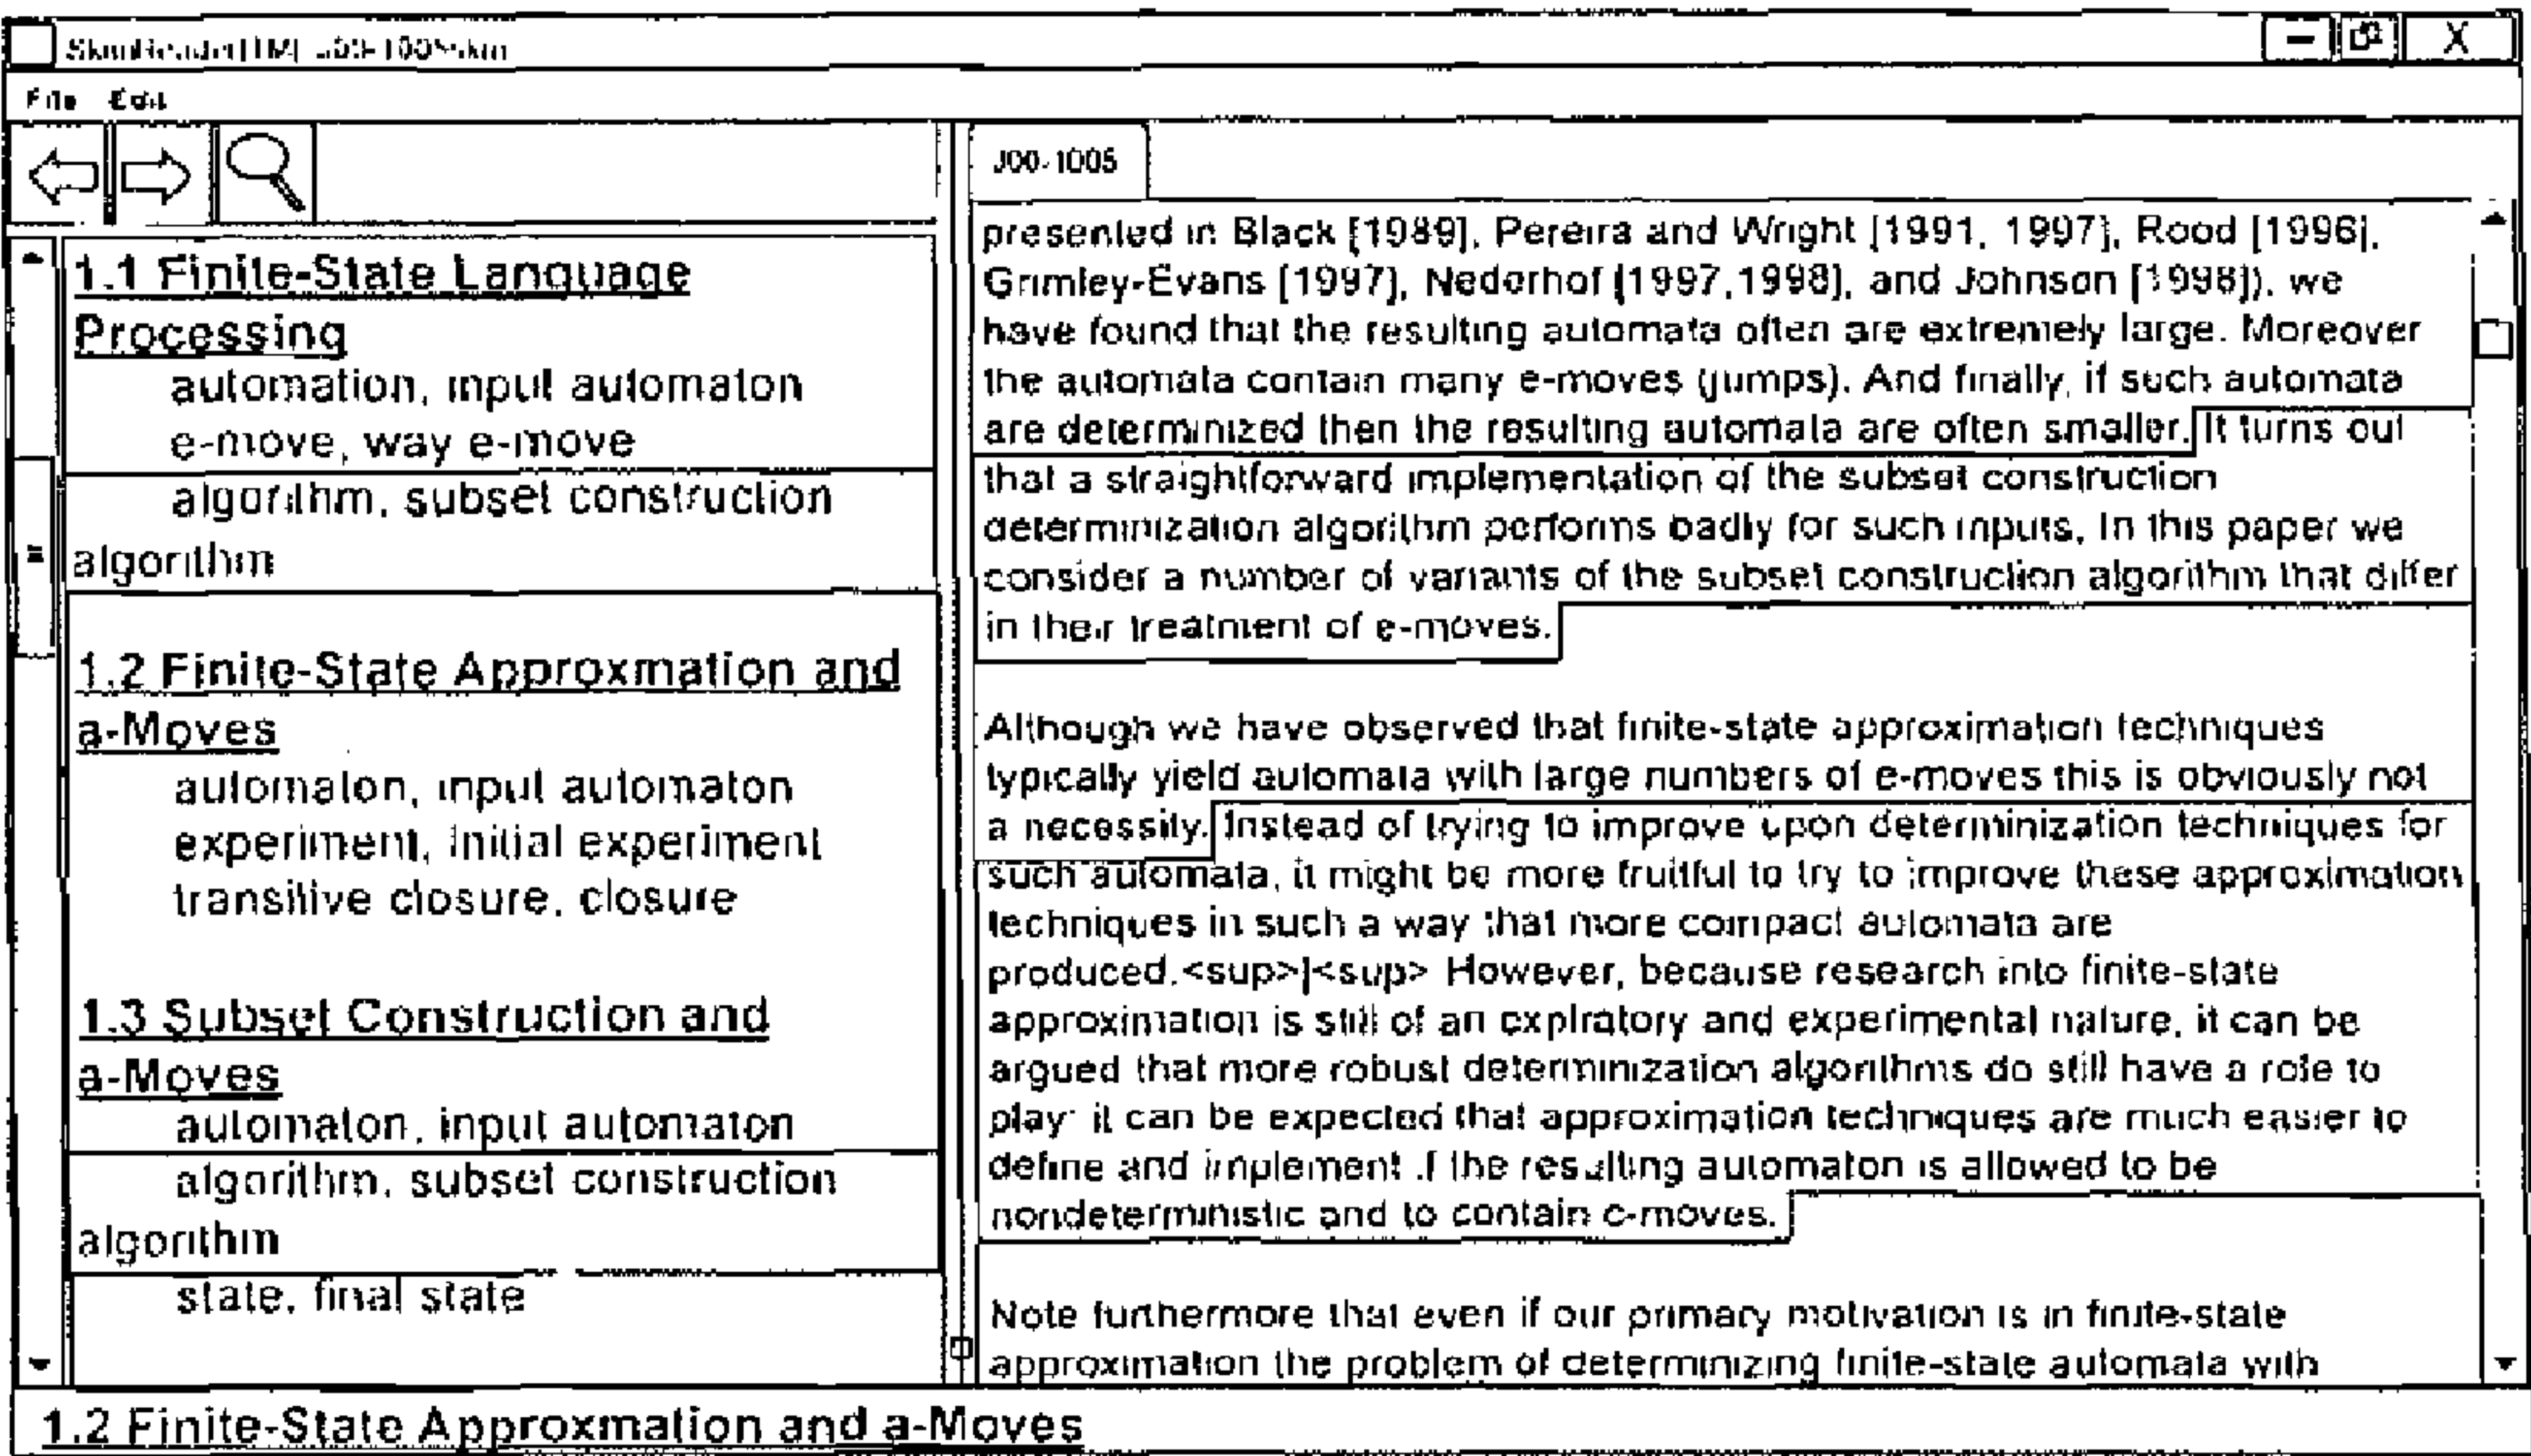 File Edit
X
J00-1005
1.1 Finite-State Language
Processing
automation, input automaton
e-move, way e-move
algorithm, subset construction
algorithm
1.2 Finite-State Approxmation and
a-Moves
automaton, input automaton
experiment, initial experiment
transitive closure, closure
1.3 Subset Construction and
a-Moves
automaton, input automaton
algorithm, subset construction
algorithm
state, final state
presented in Black [1989], Pereira and Wright [1991, 1997], Rood [1996],
Grimley-Evans [1997], Nederhof [1997,1998], and Johnson [1998]), we
have found that the resulting automata often are extremely large. Moreover
the automata contain many e-moves (jumps). And finally, if such automata
are determinized then the resulting automata are often smaller. It turns out
that a straightforward implementation of the subset construction
determinization algorithm performs badly for such inputs. In this paper we
consider a number of variants of the subset construction algorithm that differ
in their treatment of e-moves.
Although we have observed that finite-state approximation techniques
typically yield automata with large numbers of e-moves this is obviously not
a necessity. Instead of trying to improve upon determinization techniques for
such automata, it might be more fruitful to try to improve these approximation
techniques in such a way that more compact automata are
produced.<sup>|<sup> However, because research into finite-state
approximation is still of an expiratory and experimental nature, it can be
argued that more robust determinization algorithms do still have a role to
play: it can be expected that approximation techniques are much easier to
define and implement if the resulting automaton is allowed to be
nondeterministic and to contain e-moves.
Note furthermore that even if our primary motivation is in finite-state
approximation the problem of determinizing finite-state automata with
1.2 Finite-State Approxmation and a-Moves